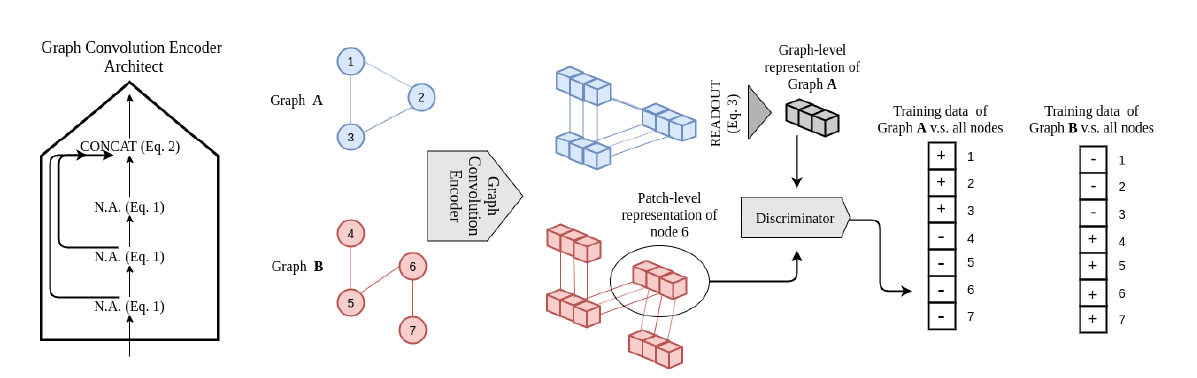 Graph Convolution Encoder
Architect
CONCAT (Eq. 2)
N.A. (Eq. 1)
N.A. (Eq. 1)
N.A. (Eq. 1)
Graph A
1
2
3
Graph B
4
5
6
7
Graph
Convolution
Encoder
READOUT
(Eq. 3)
Graph-level
representation of
Graph A
Patch-level
representation of
node 6
Discriminator
Training data of
Graph A v.s. all nodes
+ 1
+ 2
+ 3
- 4
- 5
- 6
- 7
Training data of
Graph B v.s. all nodes
- 1
- 2
- 3
+ 4
+ 5
+ 6
+ 7